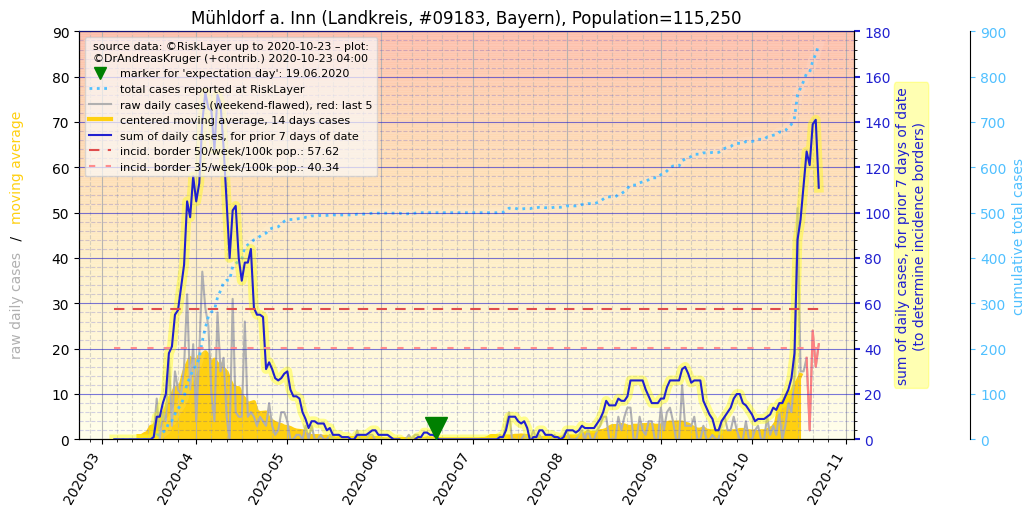 Mühldorf a. Inn (Landkreis, #09183, Bayern), Population=115,250
source data: ©RiskLayer up to 2020-10-23 – plot:
©DrAndreasKruger (+contrib.) 2020-10-23 04:00
marker for 'expectation day': 19.06.2020
total cases reported at RiskLayer
raw daily cases (weekend-flawed), red: last 5
centered moving average, 14 days cases
sum of daily cases, for prior 7 days of date
incid. border 50/week/100k pop.: 57.62
incid. border 35/week/100k pop.: 40.34
raw daily cases / moving average
90
80
70
60
50
40
30
20
10
0
180
160
140
120
100
80
60
40
20
0
sum of daily cases, for prior 7 days of date
(to determine incidence borders)
900
800
700
600
500
400
300
200
100
0
cumulative total cases
2020-03
2020-04
2020-05
2020-06
2020-07
2020-08
2020-09
2020-10
2020-11